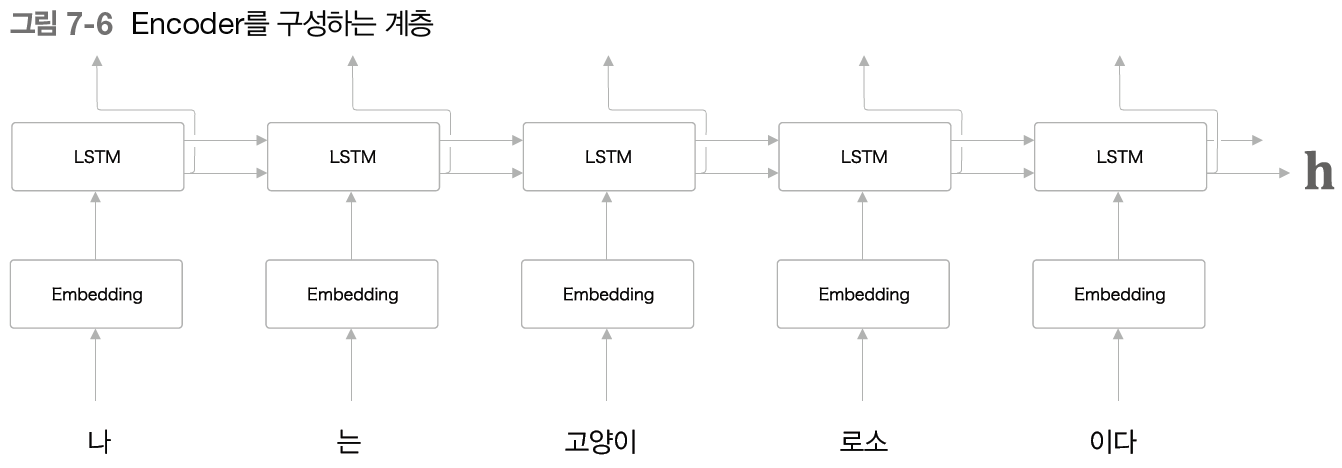 그림 7-6 Encoder를 구성하는 계층
LSTM LSTM LSTM LSTM LSTM
h
Embedding Embedding Embedding Embedding Embedding
나 는 고양이 로소 이다